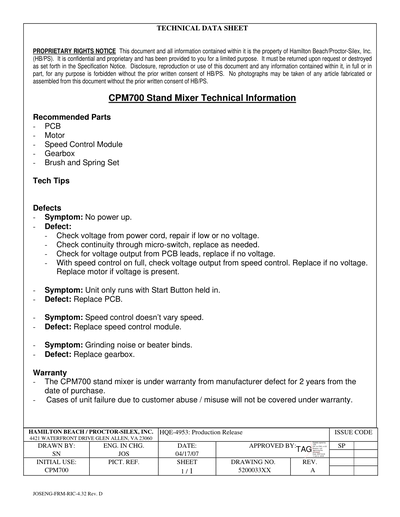 TECHNICAL DATA SHEET
PROPRIETARY RIGHTS NOTICE This document and all information contained within it is the property of Hamilton Beach/Proctor-Silex, Inc.
(HB/PS). It is confidential and proprietary and has been provided to you for a limited purpose. It must be returned upon request or destroyed
as set forth in the Specification Notice. Disclosure, reproduction or use of this document and any information contained within it, in full or in
part, for any purpose is forbidden without the prior written consent of HB/PS. No photographs may be taken of any article fabricated or
assembled from this document without the prior written consent of HB/PS.
CPM700 Stand Mixer Technical Information
Recommended Parts
- PCB
- Motor
- Speed Control Module
- Gearbox
- Brush and Spring Set
Tech Tips
Defects
- Symptom: No power up.
- Defect:
- Check voltage from power cord, repair if low or no voltage.
- Check continuity through micro-switch, replace as needed.
- Check for voltage output from PCB leads, replace if no voltage.
- With speed control on full, check voltage output from speed control. Replace if no voltage.
Replace motor if voltage is present.
- Symptom: Unit only runs with Start Button held in.
- Defect: Replace PCB.
- Symptom: Speed control doesn't vary speed.
- Defect: Replace speed control module.
- Symptom: Grinding noise or beater binds.
- Defect: Replace gearbox.
Warranty
- The CPM700 stand mixer is under warranty from manufacturer defect for 2 years from the
date of purchase.
- Cases of unit failure due to customer abuse / misuse will not be covered under warranty.
HAMILTON BEACH / PROCTOR-SILEX, INC. HQE-4953: Production Release ISSUE CODE
4421 WATERFRONT DRIVE GLEN ALLEN, VA 23060
DRAWN BY: ENG. IN CHG. DATE: APPROVED BY: TAG SP
SN JOS 04/17/07
INITIAL USE: PICT. REF. SHEET DRAWING NO. REV.
CPM700 1 / 1 5200033XX A
JOSENG-FRM-RIC-4.32 Rev. D